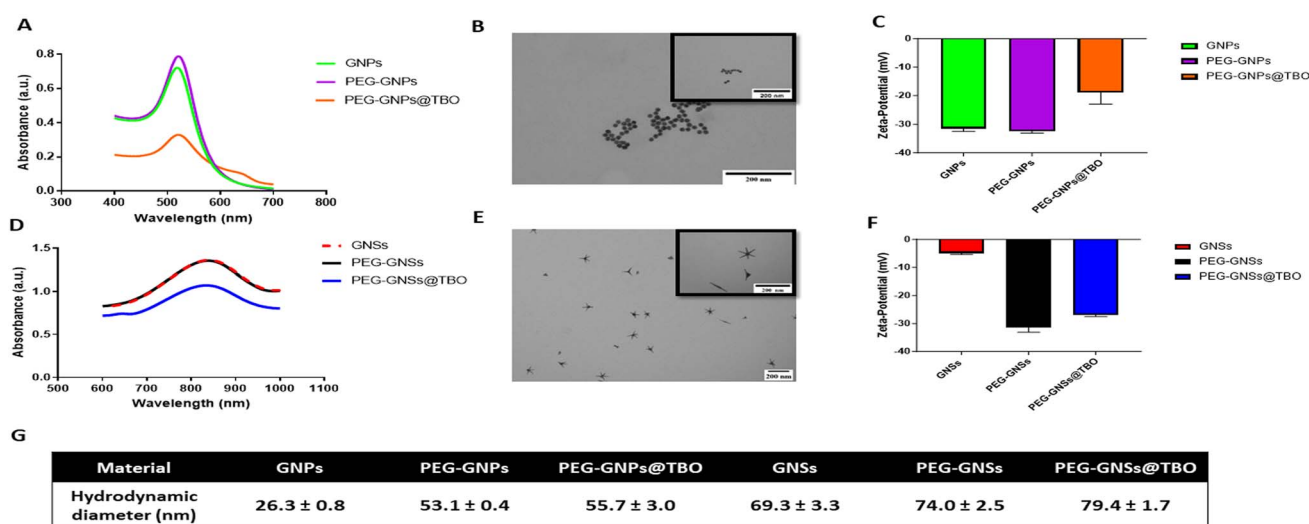 A
Absorbance (a.u.)
0.8
0.6
0.4
0.2
0.0
300 400 500 600 700 800
Wavelength (nm)
GNPs
PEG-GNPs
PEG-GNPs@TBO
B
200 nm
200 nm
C
Zeta-Potential (mV)
0
-10
-20
-30
-40
GNPs
PEG-GNPs
PEG-GNPs@TBO
GNPs
PEG-GNPs
PEG-GNPs@TBO
D
Absorbance (a.u.)
1.5
1.0
0.5
0.0
500 600 700 800 900 1000 1100
Wavelength (nm)
GNSs
PEG-GNSs
PEG-GNSs@TBO
E
200 nm
200 nm
F
Zeta-Potential (mV)
0
-10
-20
-30
-40
GNSs
PEG-GNSs
PEG-GNSs@TBO
GNSs
PEG-GNSs
PEG-GNSs@TBO
G
Material GNPs PEG-GNPs PEG-GNPs@TBO GNSs PEG-GNSs PEG-GNSs@TBO
Hydrodynamic
diameter (nm) 26.3 ± 0.8 53.1 ± 0.4 55.7 ± 3.0 69.3 ± 3.3 74.0 ± 2.5 79.4 ± 1.7